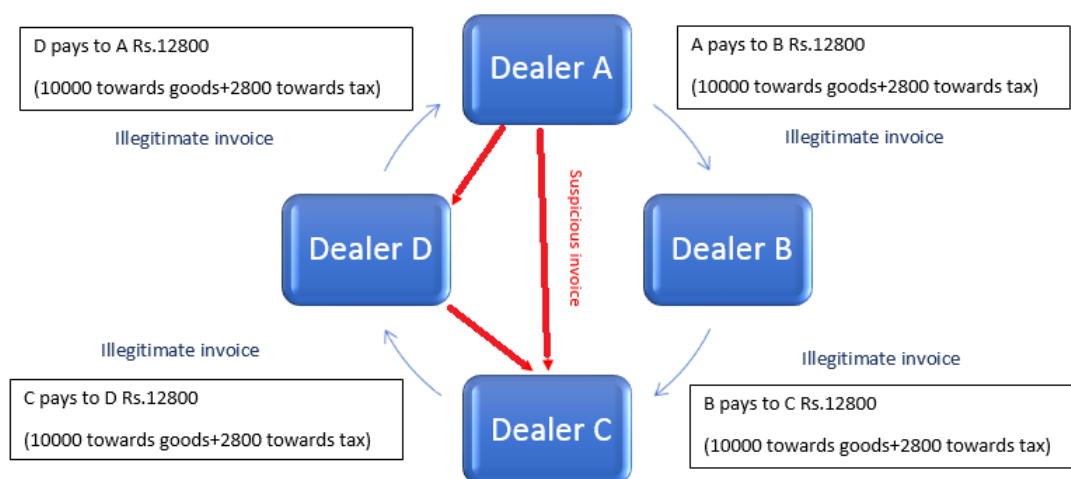 D pays to A Rs.12800
(10000 towards goods+2800 towards tax)
Illegitimate invoice
Dealer A
A pays to B Rs.12800
(10000 towards goods+2800 towards tax)
Illegitimate invoice
Suspicious invoice
Dealer D
Dealer B
Illegitimate invoice
C pays to D Rs.12800
(10000 towards goods+2800 towards tax)
Dealer C
Illegitimate invoice
B pays to C Rs.12800
(10000 towards goods+2800 towards tax)